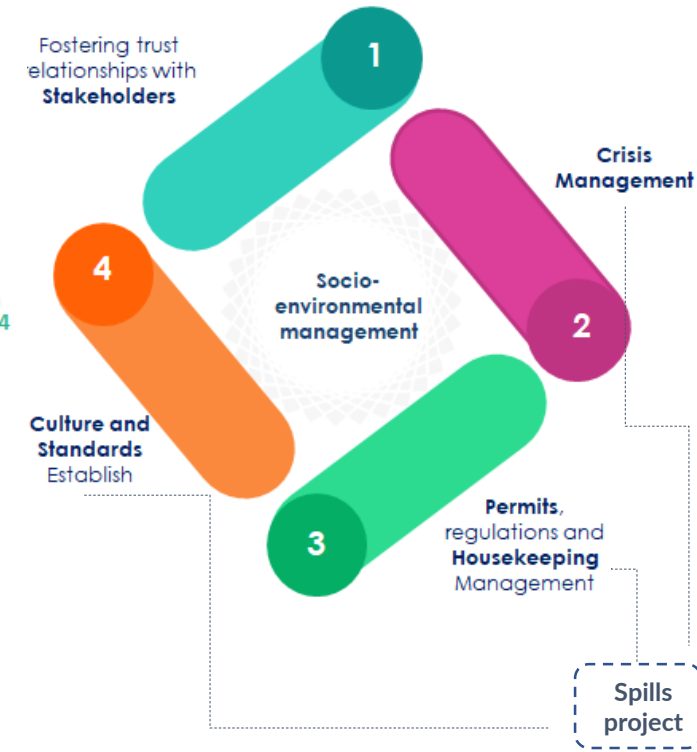 1
Fostering trust
relationships with
Stakeholders
Crisis
Management
4
Socio-
environmental
management
2
4
Culture and
Standards
Establish
3
Permits,
regulations and
Housekeeping
Management
Spills
project